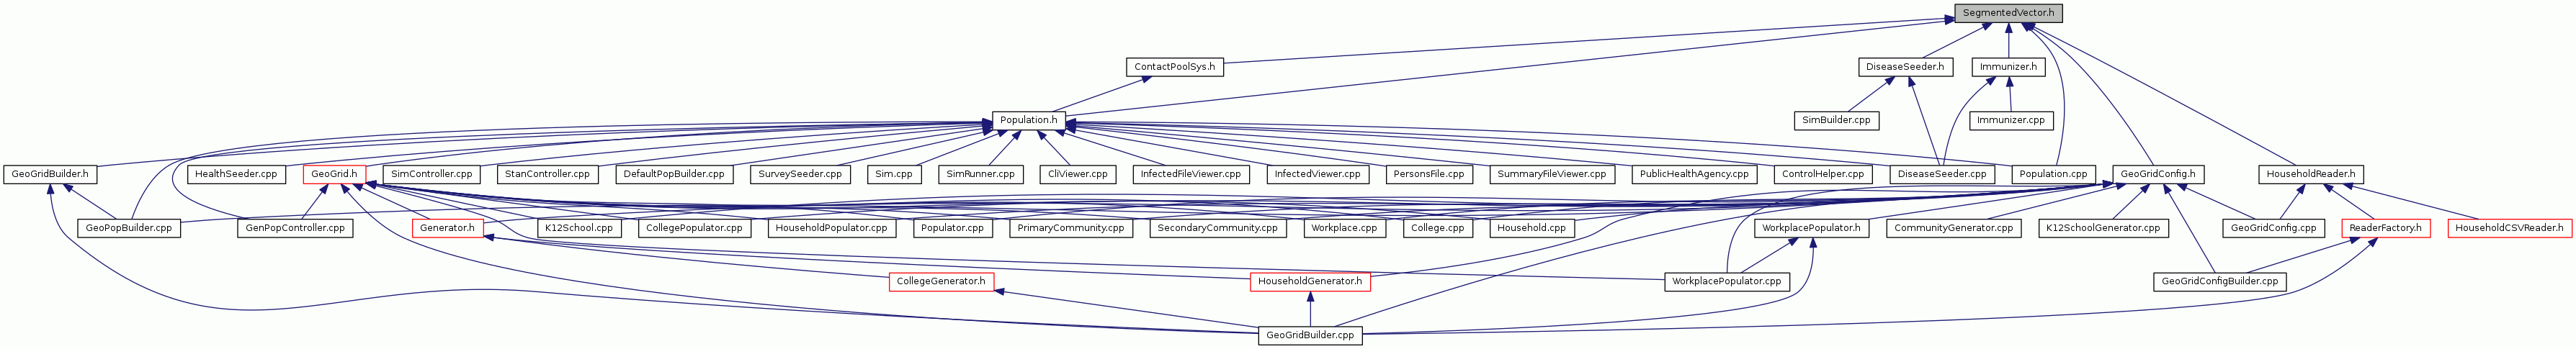 SegmentedVector.h
ContactPoolSys.h
DiseaseSeeder.h
Immunizer.h
Population.h
SimBuilder.cpp
Immunizer.cpp
GeoGridBuilder.h
HealthSeeder.cpp
GeoGrid.h
SimController.cpp
StanController.cpp
DefaultPopBuilder.cpp
SurveySeeder.cpp
Sim.cpp
SimRunner.cpp
CliViewer.cpp
InfectedFileViewer.cpp
InfectedViewer.cpp
PersonsFile.cpp
SummaryFileViewer.cpp
PublicHealthAgency.cpp
ControlHelper.cpp
DiseaseSeeder.cpp
Population.cpp
GeoGridConfig.h
HouseholdReader.h
GeoPopBuilder.cpp
GenPopController.cpp
Generator.h
K12School.cpp
CollegePopulator.cpp
HouseholdPopulator.cpp
Populator.cpp
PrimaryCommunity.cpp
SecondaryCommunity.cpp
Workplace.cpp
College.cpp
Household.cpp
WorkplacePopulator.h
CommunityGenerator.cpp
K12SchoolGenerator.cpp
GeoGridConfig.cpp
ReaderFactory.h
HouseholdCSVReader.h
CollegeGenerator.h
HouseholdGenerator.h
WorkplacePopulator.cpp
GeoGridConfigBuilder.cpp
GeoGridBuilder.cpp